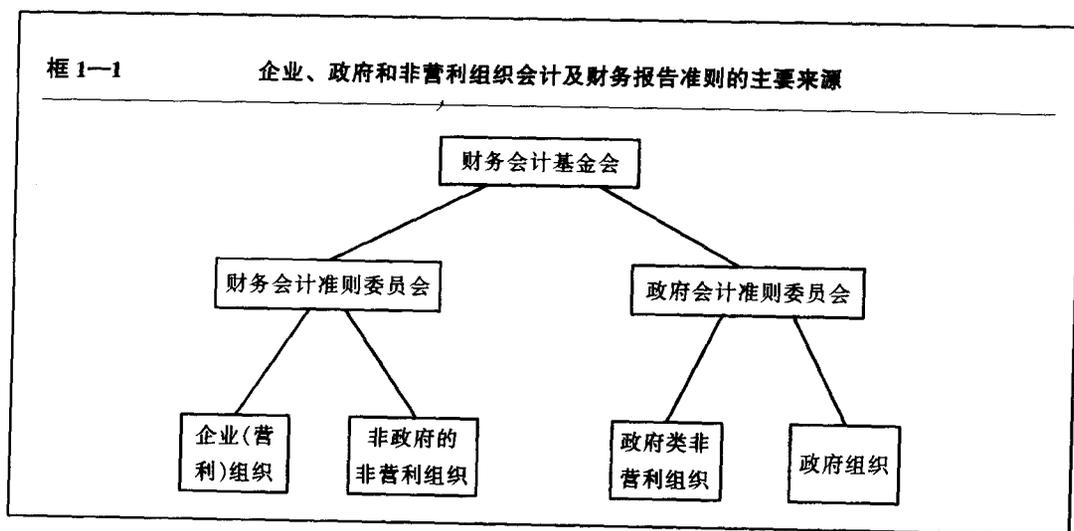 框 1—1 企业、政府和非营利组织会计及财务报告准则的主要来源
财务会计基金会
财务会计准则委员会
政府会计准则委员会
企业(营
利)组织
非政府的
非营利组织
政府类非
营利组织
政府组织